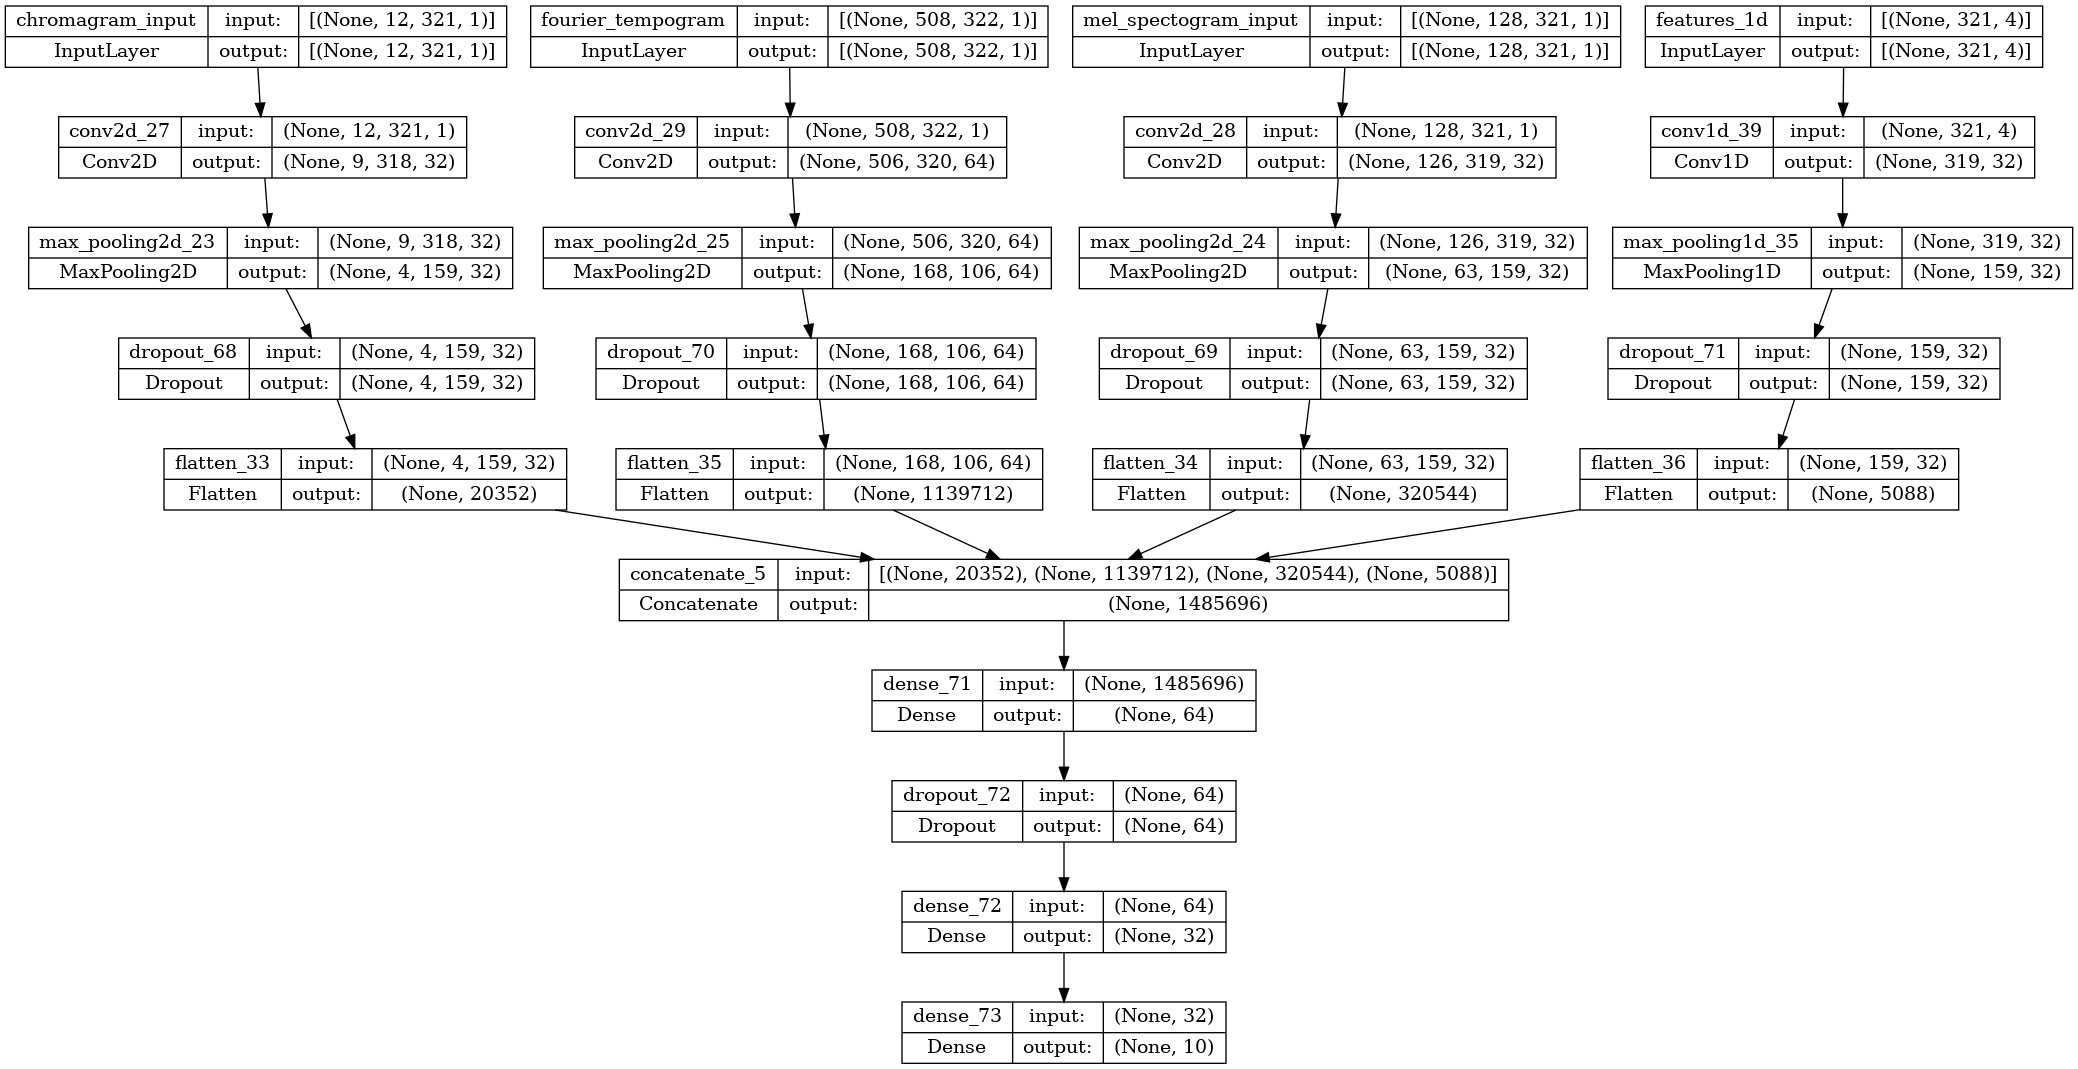 chromagram_input input: [(None, 12, 321, 1)]
InputLayer output: [(None, 12, 321, 1)]
fourier_tempogram input: [(None, 508, 322, 1)]
InputLayer output: [(None, 508, 322, 1)]
mel_spectogram_input input: [(None, 128, 321, 1)]
InputLayer output: [(None, 128, 321, 1)]
features_1d input: [(None, 321, 4)]
InputLayer output: [(None, 321, 4)]
conv2d_27 input: (None, 12, 321, 1)
Conv2D output: (None, 9, 318, 32)
conv2d_29 input: (None, 508, 322, 1)
Conv2D output: (None, 506, 320, 64)
conv2d_28 input: (None, 128, 321, 1)
Conv2D output: (None, 126, 319, 32)
conv1d_39 input: (None, 321, 4)
Conv1D output: (None, 319, 32)
max_pooling2d_23 input: (None, 9, 318, 32)
MaxPooling2D output: (None, 4, 159, 32)
max_pooling2d_25 input: (None, 506, 320, 64)
MaxPooling2D output: (None, 168, 106, 64)
max_pooling2d_24 input: (None, 126, 319, 32)
MaxPooling2D output: (None, 63, 159, 32)
max_pooling1d_35 input: (None, 319, 32)
MaxPooling1D output: (None, 159, 32)
dropout_68 input: (None, 4, 159, 32)
Dropout output: (None, 4, 159, 32)
dropout_70 input: (None, 168, 106, 64)
Dropout output: (None, 168, 106, 64)
dropout_69 input: (None, 63, 159, 32)
Dropout output: (None, 63, 159, 32)
dropout_71 input: (None, 159, 32)
Dropout output: (None, 159, 32)
flatten_33 input: (None, 4, 159, 32)
Flatten output: (None, 20352)
flatten_35 input: (None, 168, 106, 64)
Flatten output: (None, 1139712)
flatten_34 input: (None, 63, 159, 32)
Flatten output: (None, 320544)
flatten_36 input: (None, 159, 32)
Flatten output: (None, 5088)
concatenate_5 input: [(None, 20352), (None, 1139712), (None, 320544), (None, 5088)]
Concatenate output: (None, 1485696)
dense_71 input: (None, 1485696)
Dense output: (None, 64)
dropout_72 input: (None, 64)
Dropout output: (None, 64)
dense_72 input: (None, 64)
Dense output: (None, 32)
dense_73 input: (None, 32)
Dense output: (None, 10)